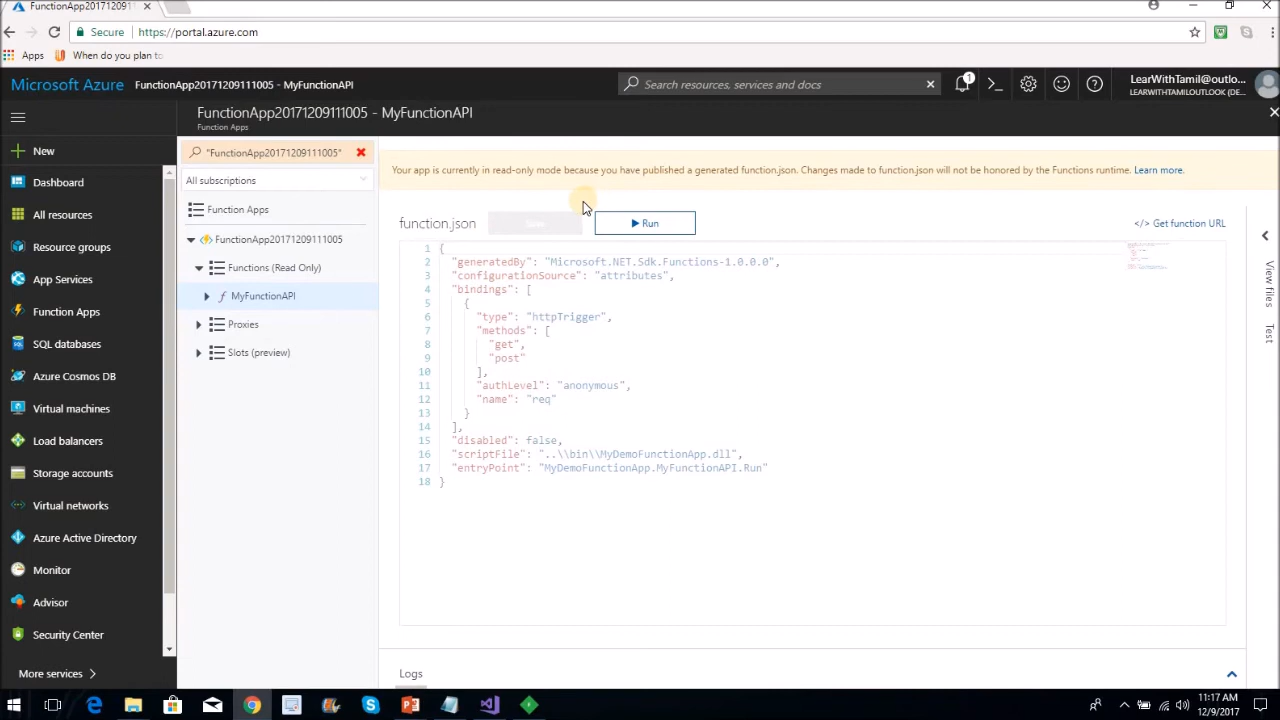 FunctionApp2017120911100
Secure
https://portal.azure.com
Apps
When do you plan to
Microsoft Azure
FunctionApp20171209111005 - MyFunctionAPI
Search resources, services and docs
1
LearWithTamil@outlo...
LEARWITHTAMILOUTLOOK (DE...
FunctionApp20171209111005 - MyFunctionAPI
Function Apps
New
Dashboard
All resources
Resource groups
App Services
Function Apps
SQL databases
Azure Cosmos DB
Virtual machines
Load balancers
Storage accounts
Virtual networks
Azure Active Directory
Monitor
Advisor
Security Center
More services
"FunctionApp20171209111005"
All subscriptions
Function Apps
FunctionApp20171209111005
Functions (Read Only)
MyFunctionAPI
Proxies
Slots (preview)
Your app is currently in read-only mode because you have published a generated function.json. Changes made to function.json will not be honored by the Functions runtime. Learn more.
function.json
Save
Run
</> Get function URL
1 {
2 "generatedBy": "Microsoft.NET.Sdk.Functions-1.0.0.0",
3 "configurationSource": "attributes",
4 "bindings": [
5 {
6 "type": "httpTrigger",
7 "methods": [
8 "get",
9 "post"
10 ],
11 "authLevel": "anonymous",
12 "name": "req"
13 }
14 ],
15 "disabled": false,
16 "scriptFile": "..\\bin\\MyDemoFunctionApp.dll",
17 "entryPoint": "MyDemoFunctionApp.MyFunctionAPI.Run"
18 }
View files
Test
Logs
11:17 AM
12/9/2017